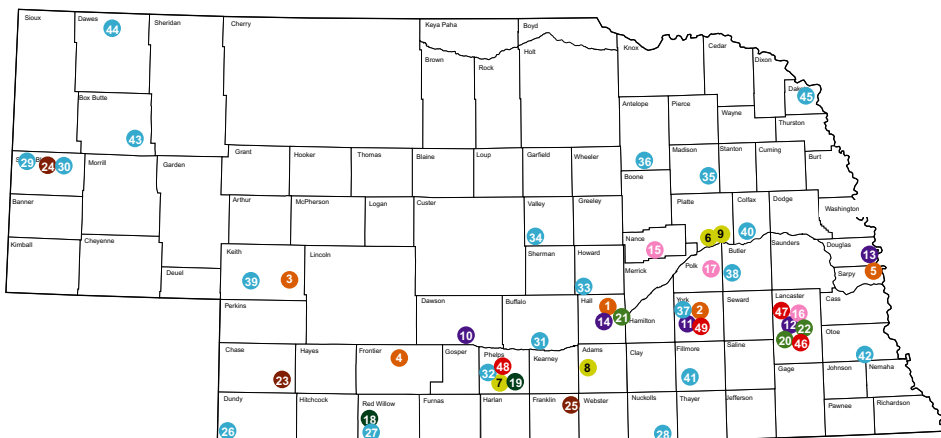 Sioux Dawes Sheridan Cherry Keya Paha Boyd
44
Knox Cedar
Holt
Brown Rock Dixon
45
Box Butte Antelope Pierce
Wayne
Thurston
43
29 24 30 Morrill Garden Grant Hooker Thomas Blaine Loup Garfield Wheeler 36 Madison Stanton Cuming Burt
Boone 35
Banner Arthur McPherson Logan Custer Valley Greeley Platte Colfax Dodge Washington
34 6 9 40
Kimball Cheyenne Deuel Keith Lincoln Sherman Howard Nance 15 Butler Saunders Douglas 13
39 3 33 Merrick Polk 17 38 Sarpy 5
Perkins Dawson Buffalo Hall 1 14 21 Hamilton York 37 2 11 49 Seward Lancaster 47 16 12 22 20 46 Cass
10 31 Otoe
Chase Hayes Frontier 4 Gosper Phelps 48 32 7 19 Kearney Adams 8 Clay Fillmore 41 Saline 42
23 Gage Johnson Nemaha
Dundy Hitchcock Red Willow Furnas Harlan Franklin 25 Webster Nuckolls Thayer Jefferson Pawnee Richardson
18
26 27 28